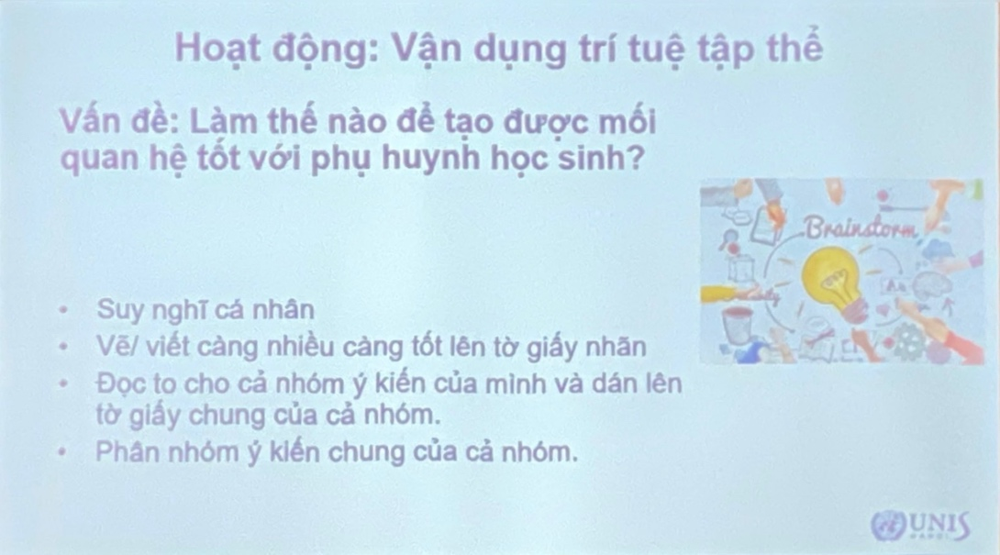 Hoạt động: Vận dụng trí tuệ tập thể
Vấn đề: Làm thế nào để tạo được mối
quan hệ tốt với phụ huynh học sinh?
Brainstorm
• Suy nghĩ cá nhân
• Vẽ/ viết càng nhiều càng tốt lên tờ giấy nhãn
• Đọc to cho cả nhóm ý kiến của mình và dán lên
tờ giấy chung của cả nhóm.
• Phân nhóm ý kiến chung của cả nhóm.
UNIS
HANOI